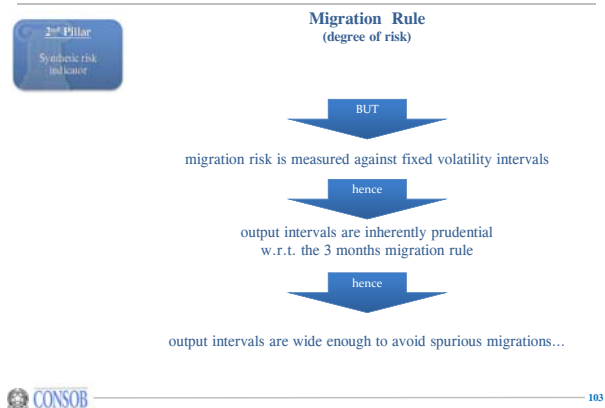 2nd Pillar
Synthetic risk
indicator
Migration Rule
(degree of risk)
BUT
migration risk is measured against fixed volatility intervals
hence
output intervals are inherently prudential
w.r.t. the 3 months migration rule
hence
output intervals are wide enough to avoid spurious migrations...
CONSOB
103